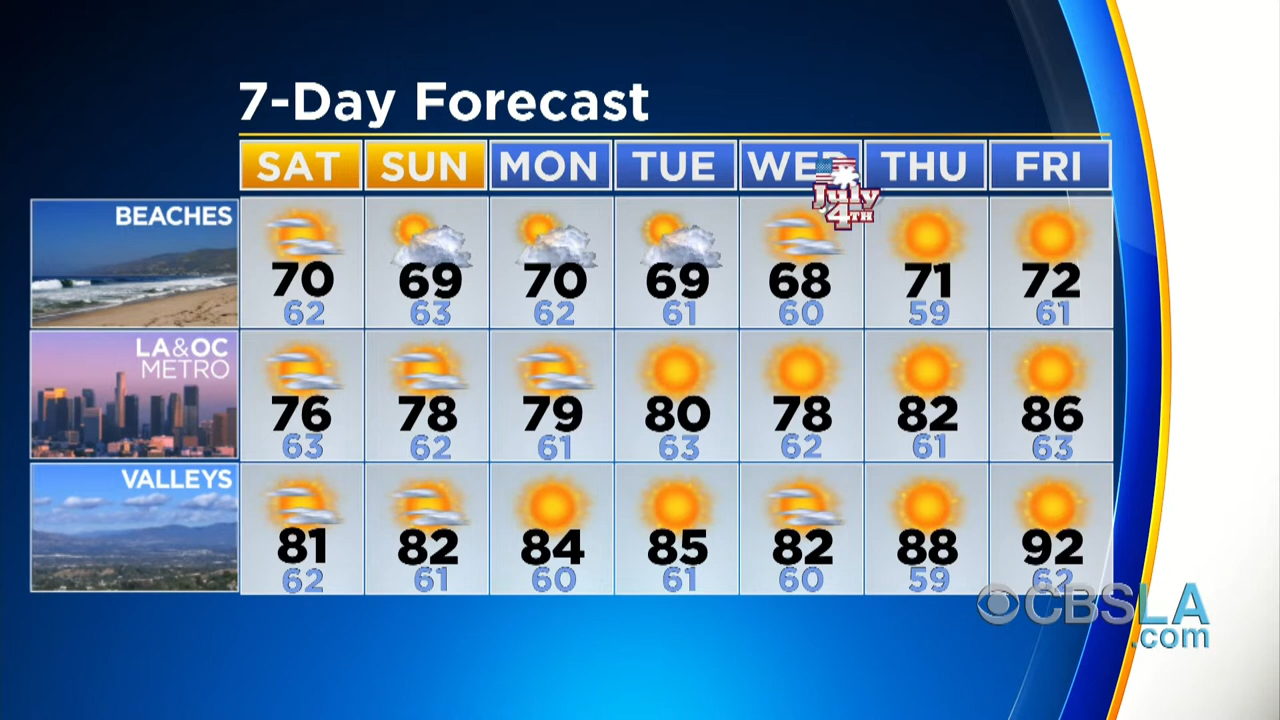 7-Day Forecast
SAT SUN MON TUE WED THU FRI
July
4TH
BEACHES
70 69 70 69 68 71 72
62 63 62 61 60 59 61
LA&OC
METRO
76 78 79 80 78 82 86
63 62 61 63 62 61 63
VALLEYS
81 82 84 85 82 88 92
62 61 60 61 60 59 62
CBSLA
.com